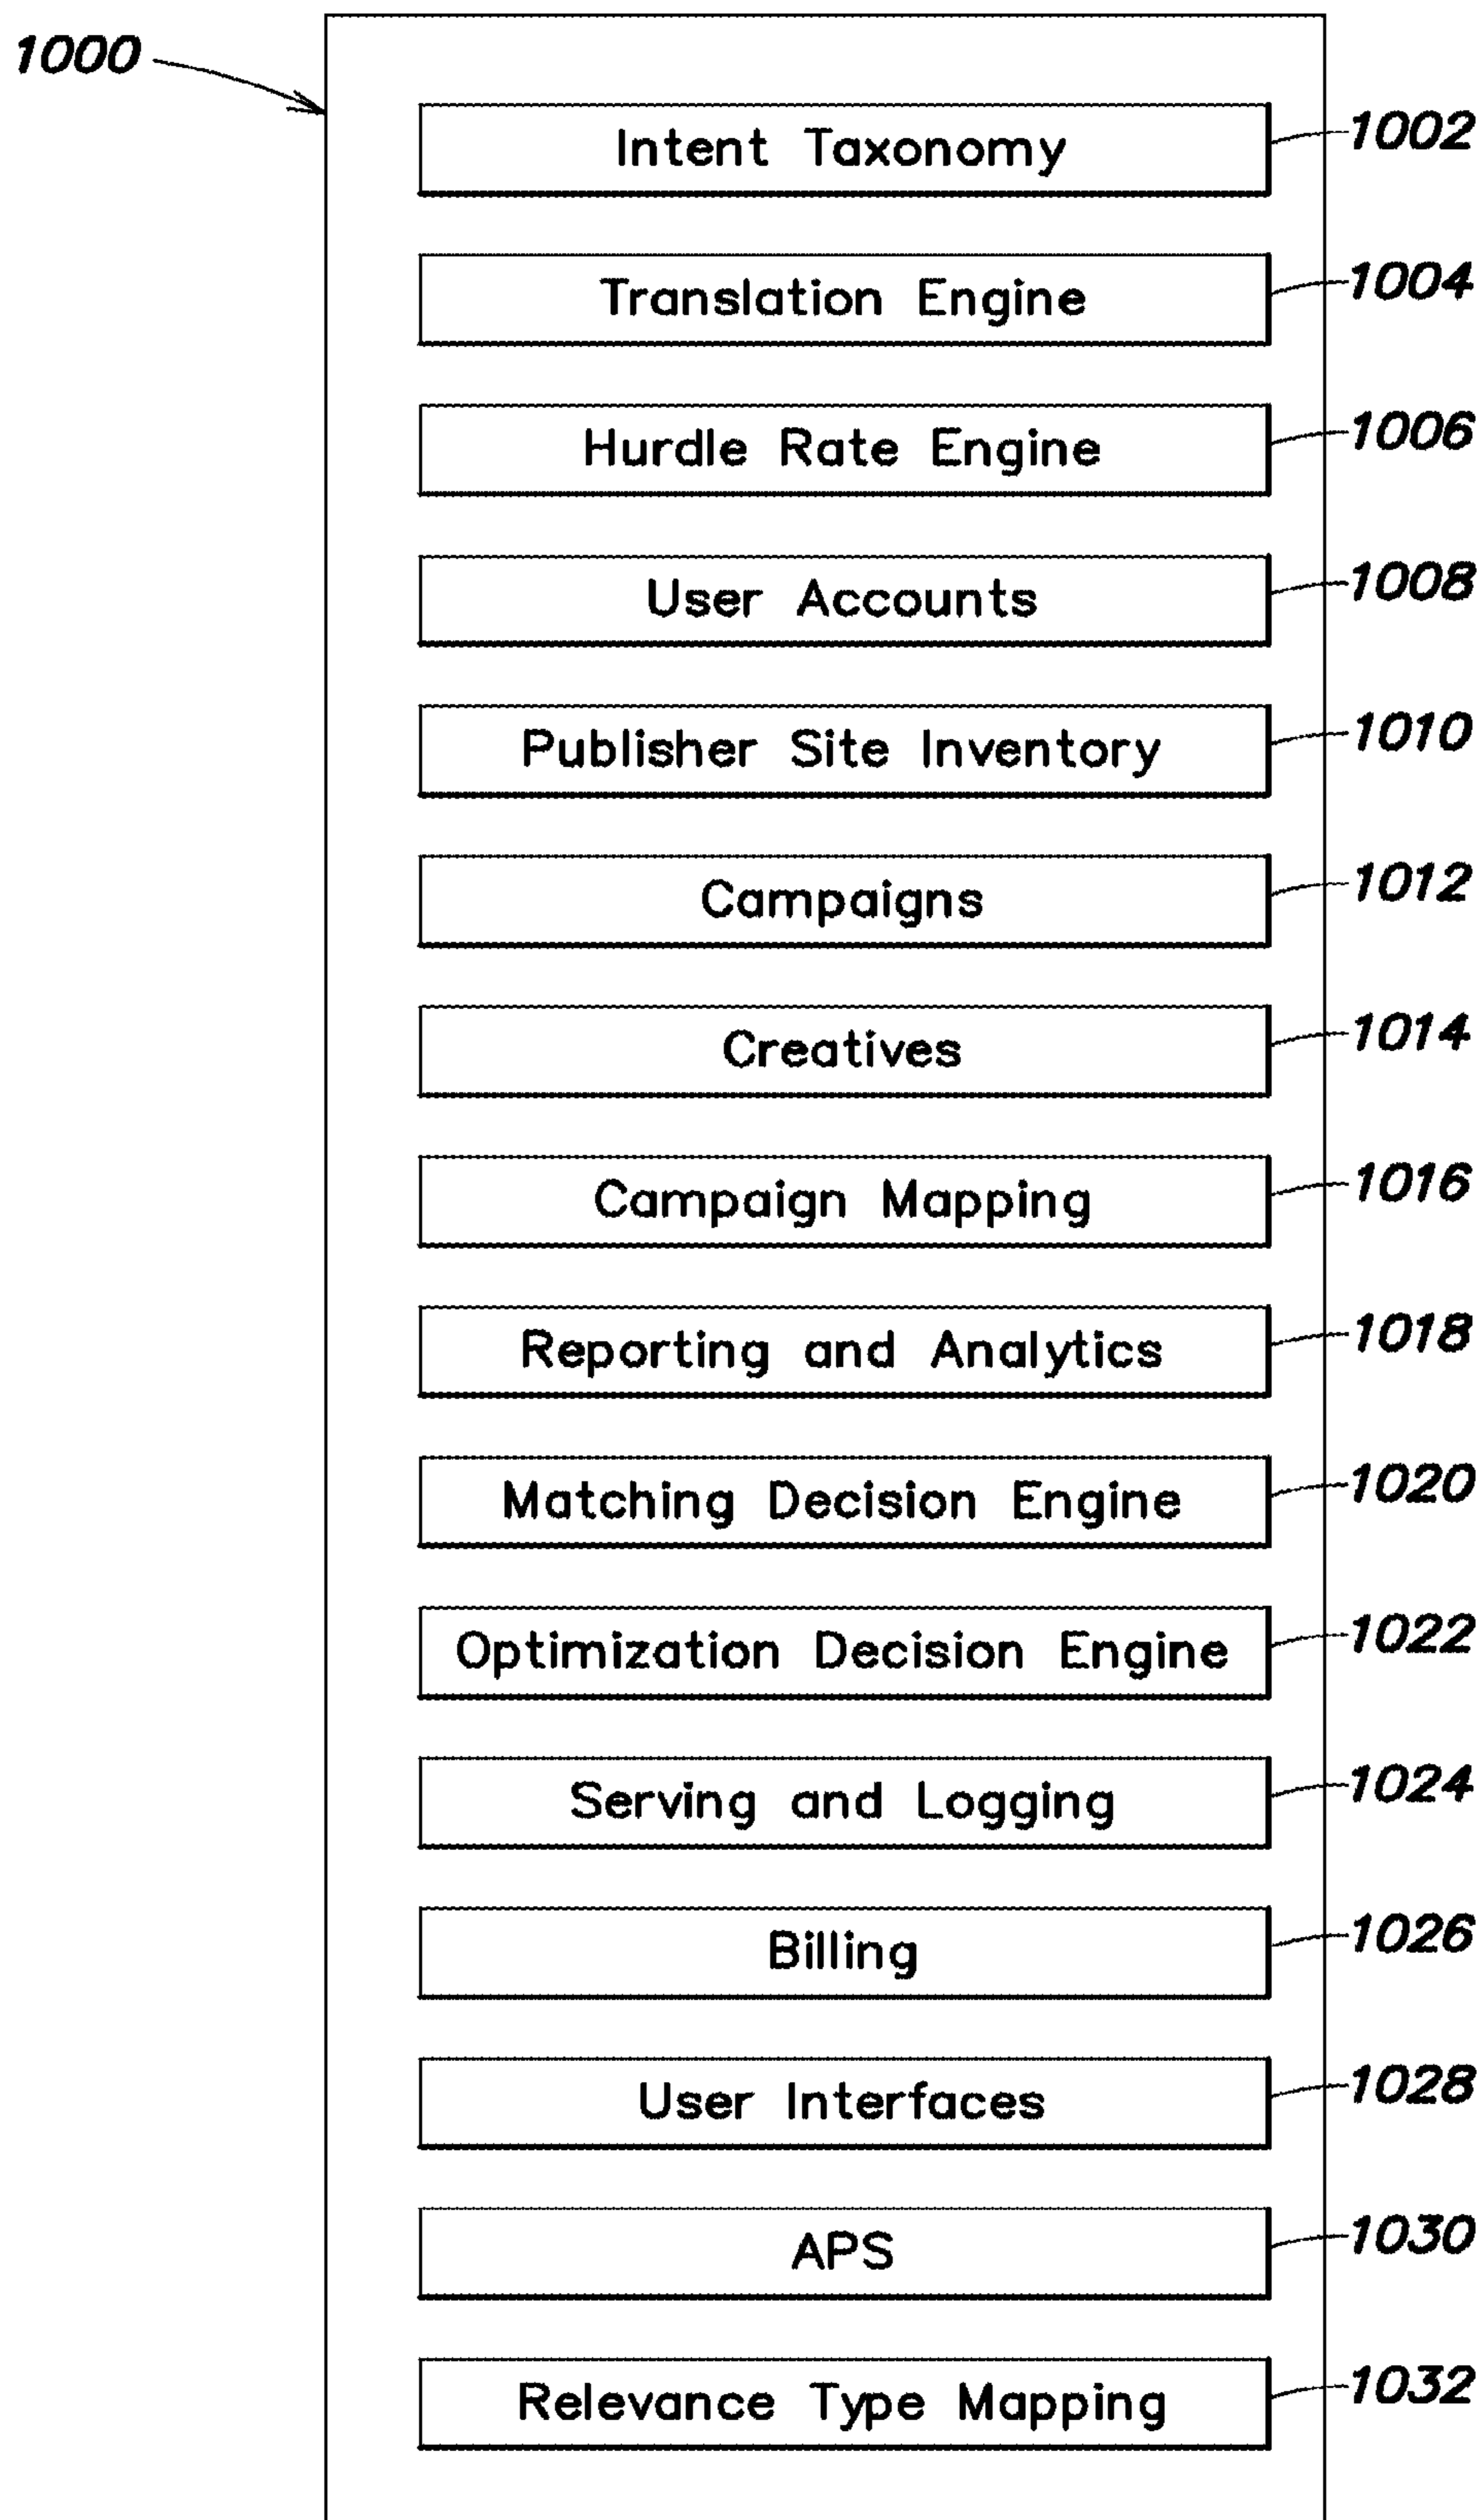 1000
Intent Taxonomy 1002
Translation Engine 1004
Hurdle Rate Engine 1006
User Accounts 1008
Publisher Site Inventory 1010
Campaigns 1012
Creatives 1014
Campaign Mapping 1016
Reporting and Analytics 1018
Matching Decision Engine 1020
Optimization Decision Engine 1022
Serving and Logging 1024
Billing 1026
User Interfaces 1028
APS 1030
Relevance Type Mapping 1032